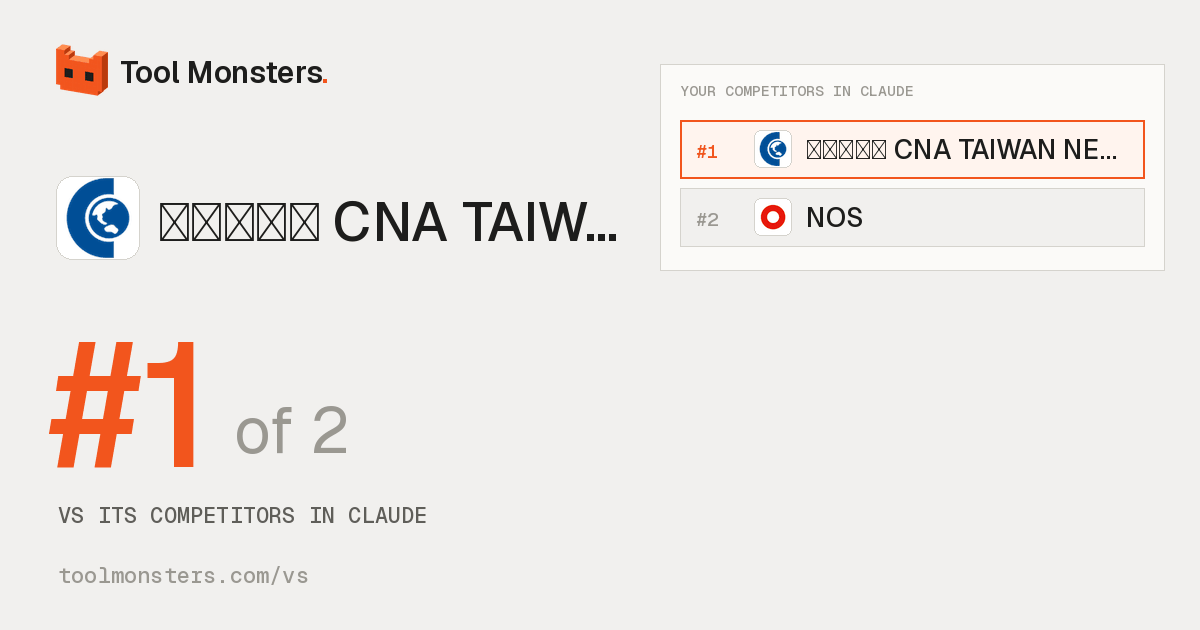 Tool Monsters.
CNA TAIW...
#1 of 2
VS ITS COMPETITORS IN CLAUDE
toolmonsters.com/vs
YOUR COMPETITORS IN CLAUDE
#1 CNA TAIWAN NE...
#2 NOS